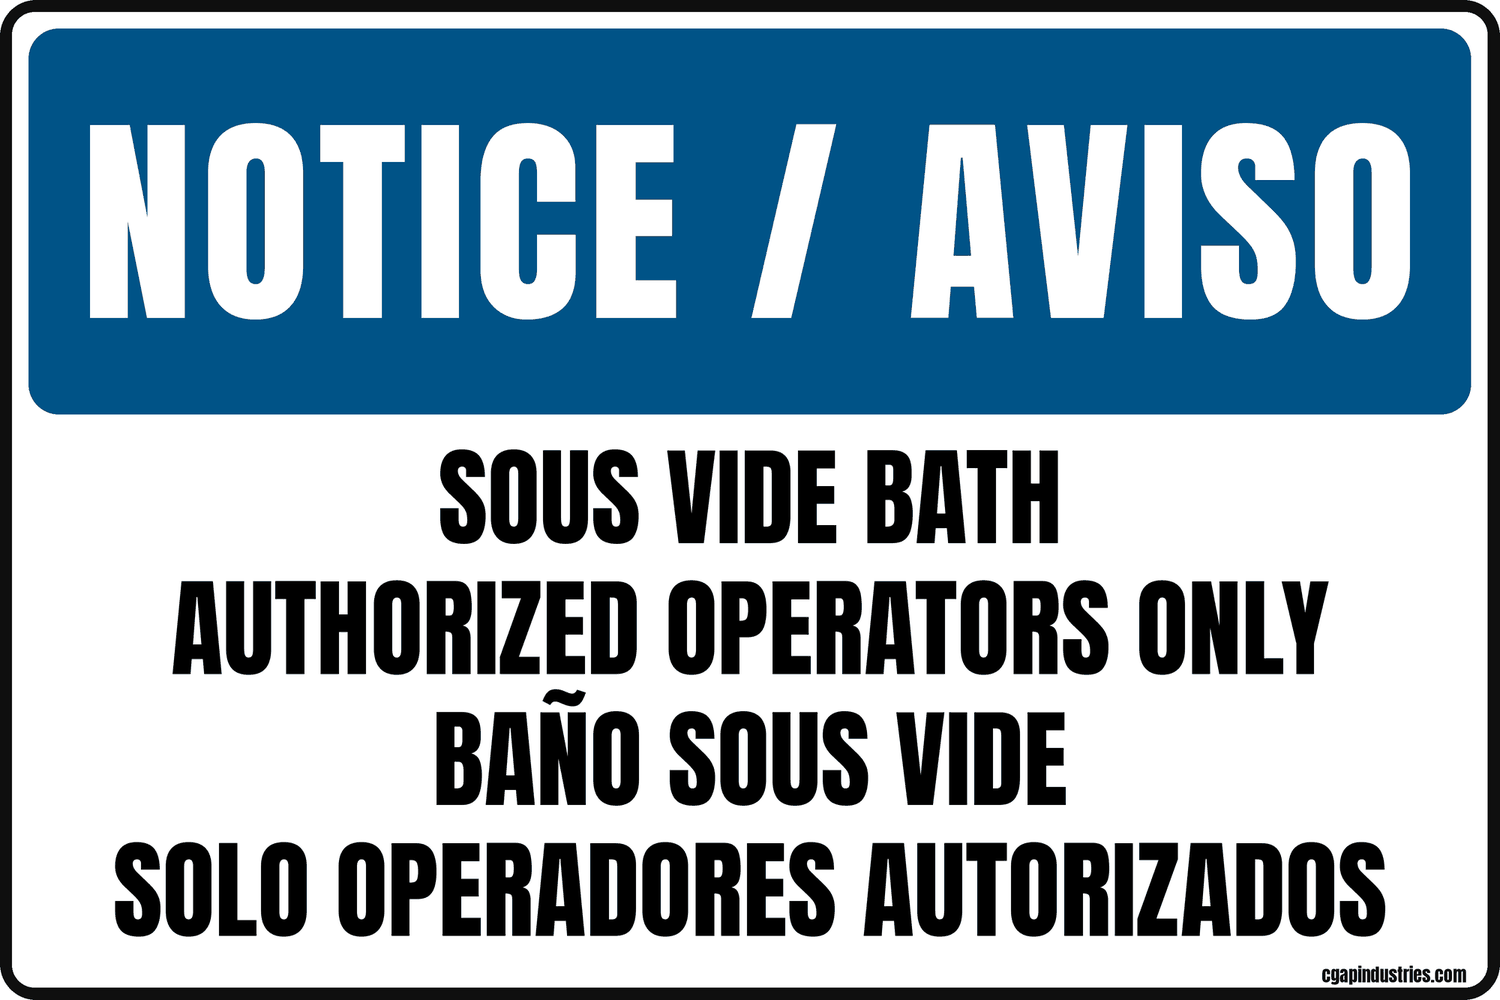 NOTICE / AVISO
SOUS VIDE BATH
AUTHORIZED OPERATORS ONLY
BAÑO SOUS VIDE
SOLO OPERADORES AUTORIZADOS
cgapindustries.com